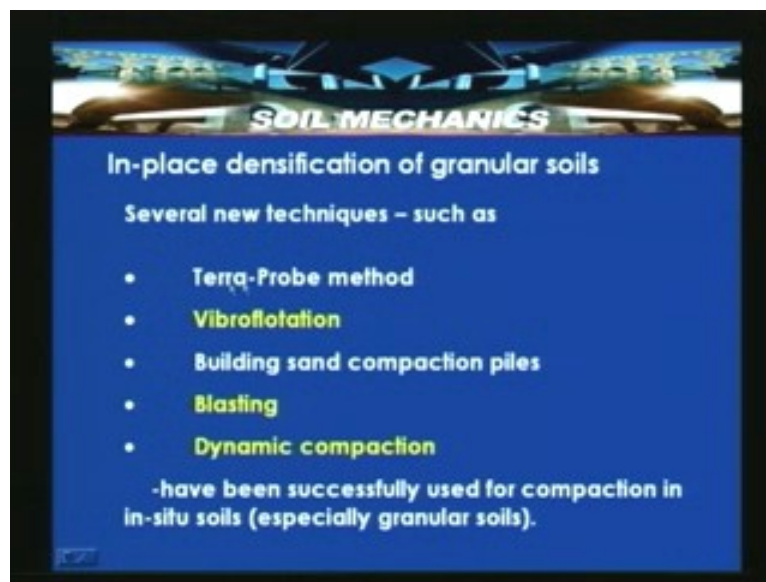 SOIL MECHANICS
In-place densification of granular soils
Several new techniques – such as
• Terra-Probe method
• Vibroflotation
• Building sand compaction piles
• Blasting
• Dynamic compaction
-have been successfully used for compaction in
in-situ soils (especially granular soils).